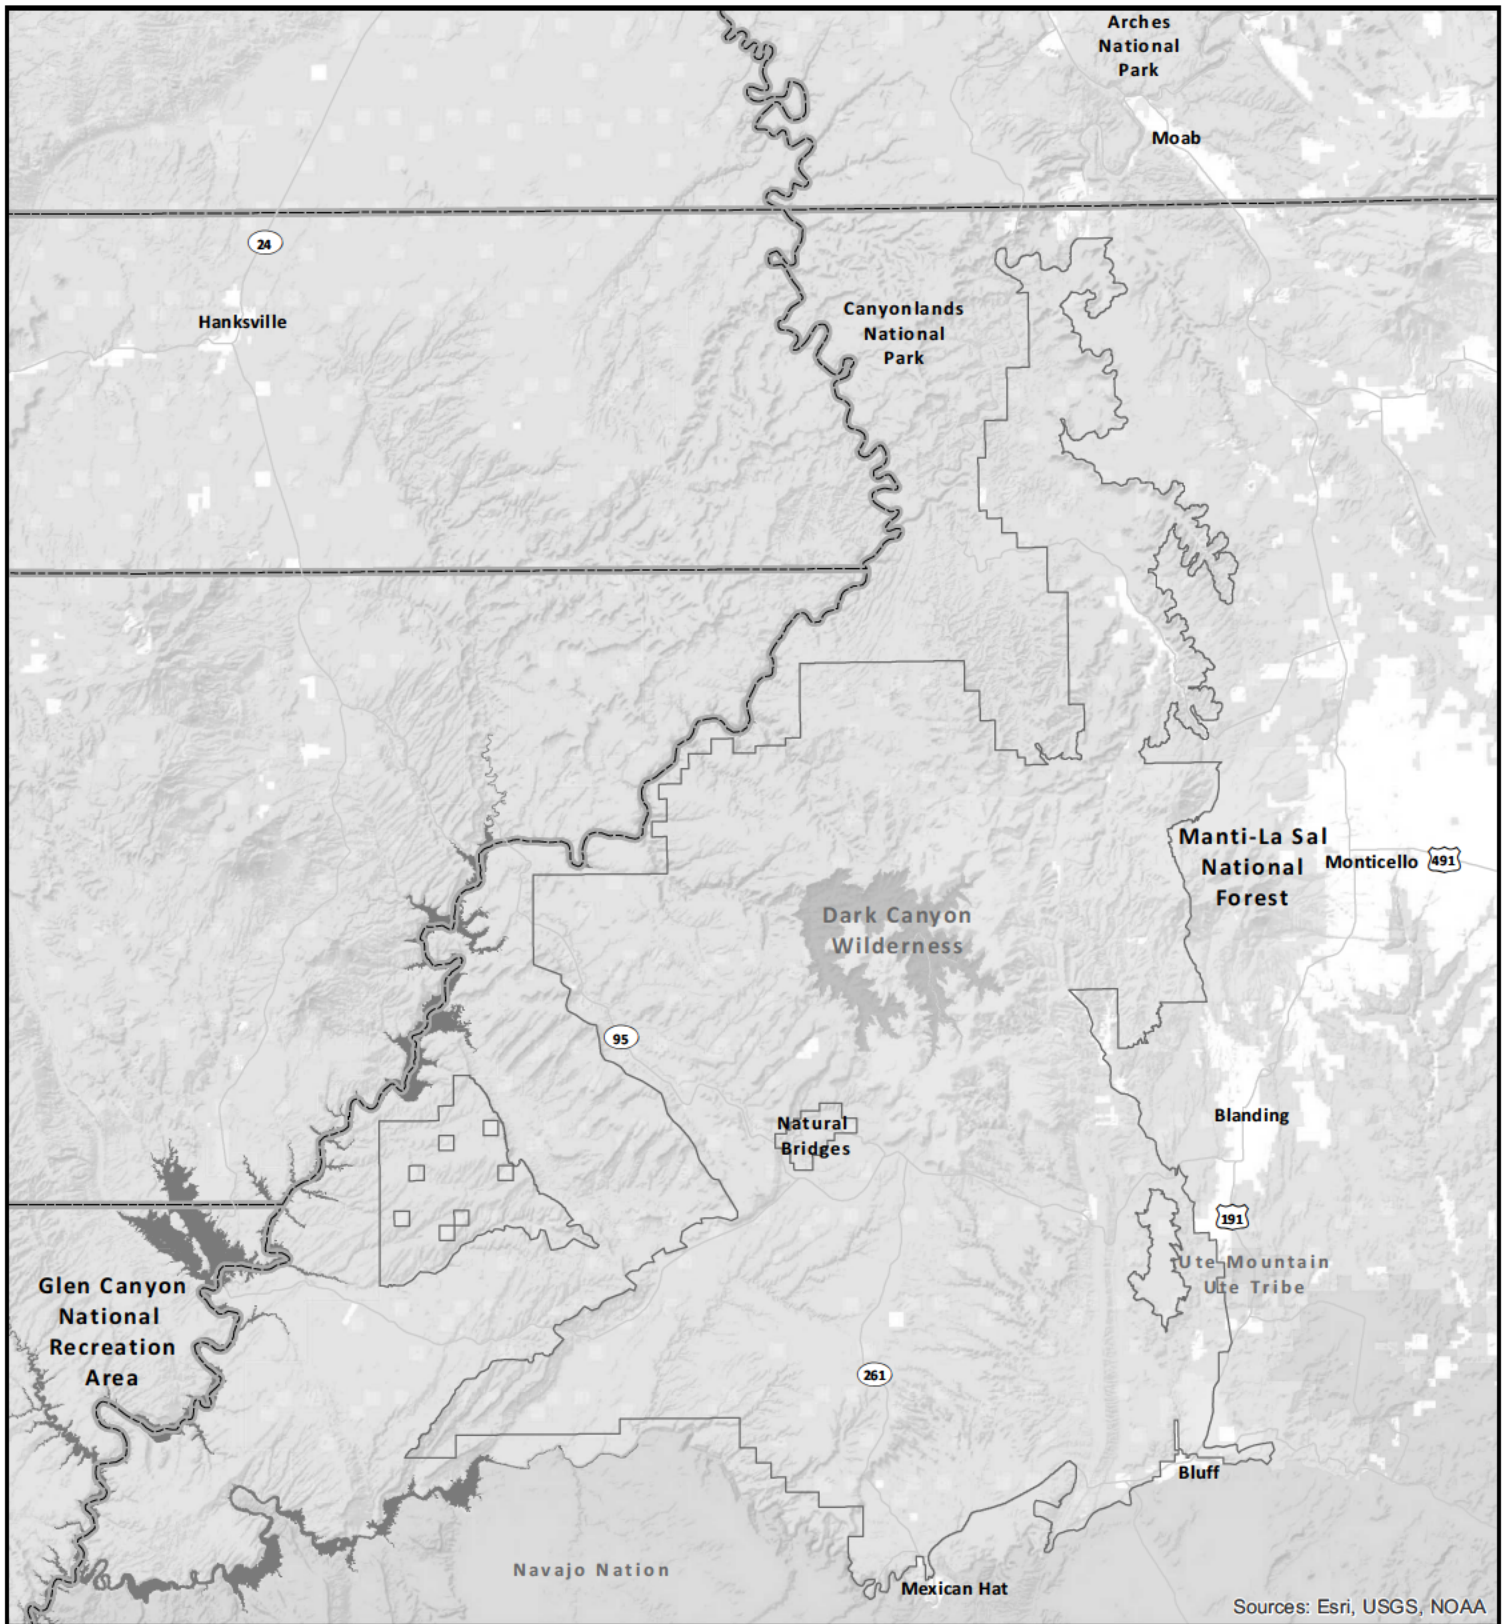 Arches
National
Park
Moab
24
Hanksville
Canyonlands
National
Park
Manti-La Sal
National
Forest
Monticello
491
Dark Canyon
Wilderness
95
Natural
Bridges
Blanding
191
Ute Mountain
Ute Tribe
Glen Canyon
National
Recreation
Area
261
Bluff
Navajo Nation
Mexican Hat
Sources: Esri, USGS, NOAA